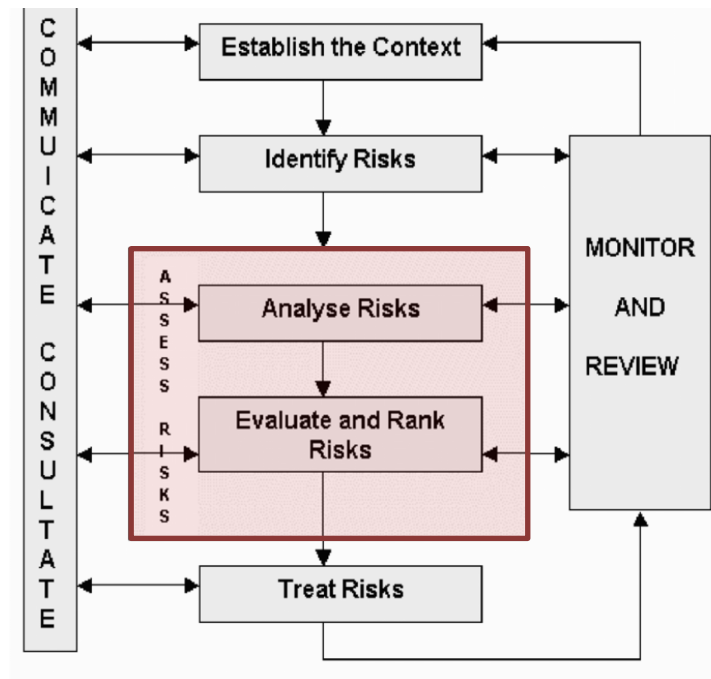 COMMUICATE CONSULTATE
Establish the Context
Identify Risks
ASSESS RISKS
Analyse Risks
Evaluate and Rank
Risks
Treat Risks
MONITOR
AND
REVIEW